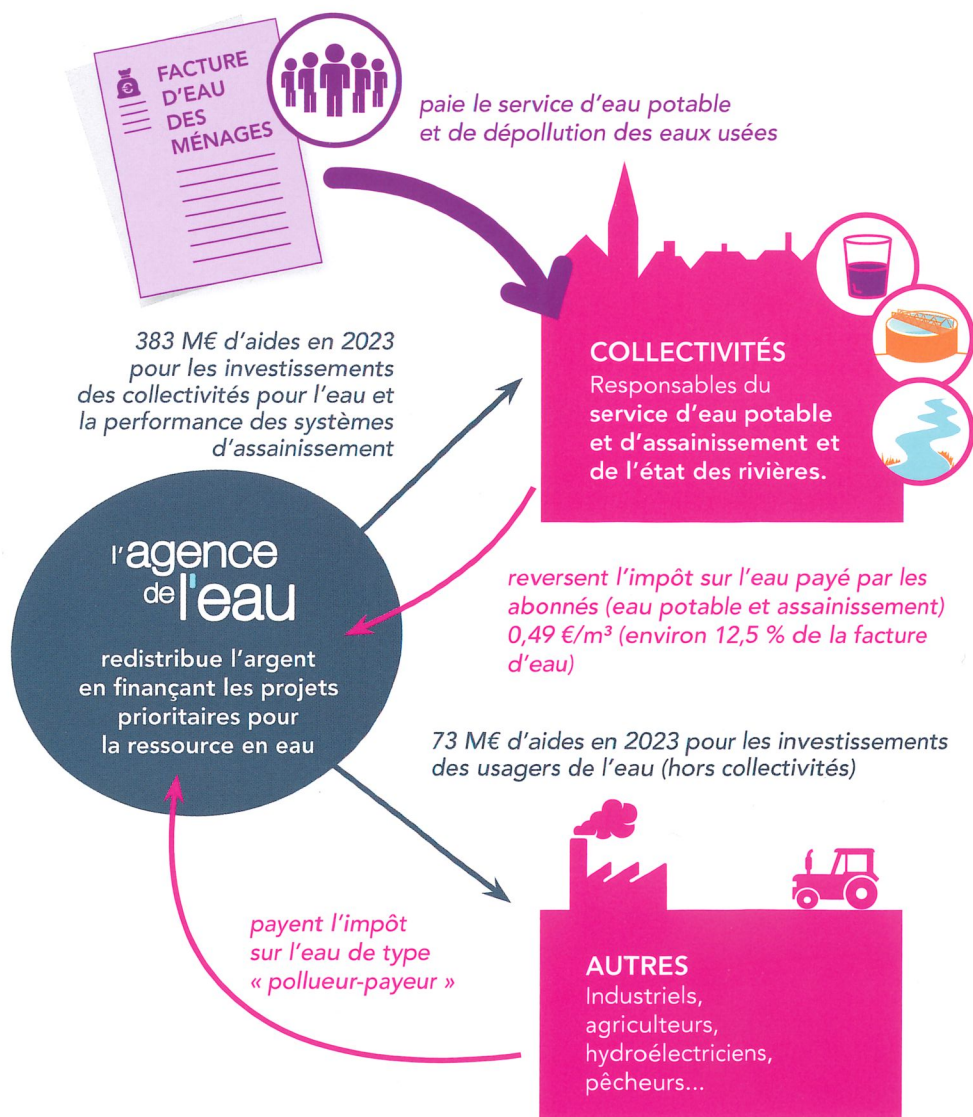 €
FACTURE
D'EAU
DES
MÉNAGES
paie le service d'eau potable
et de dépollution des eaux usées
383 M€ d'aides en 2023
pour les investissements
des collectivités pour l'eau et
la performance des systèmes
d'assainissement
COLLECTIVITÉS
Responsables du
service d'eau potable
et d'assainissement et
de l'état des rivières.
l'agence
de l'eau
redistribue l'argent
en finançant les projets
prioritaires pour
la ressource en eau
reversent l'impôt sur l'eau payé par les
abonnés (eau potable et assainissement)
0,49 €/m³ (environ 12,5 % de la facture
d'eau)
73 M€ d'aides en 2023 pour les investissements
des usagers de l'eau (hors collectivités)
payent l'impôt
sur l'eau de type
« pollueur-payeur »
AUTRES
Industriels,
agriculteurs,
hydroélectriciens,
pêcheurs...